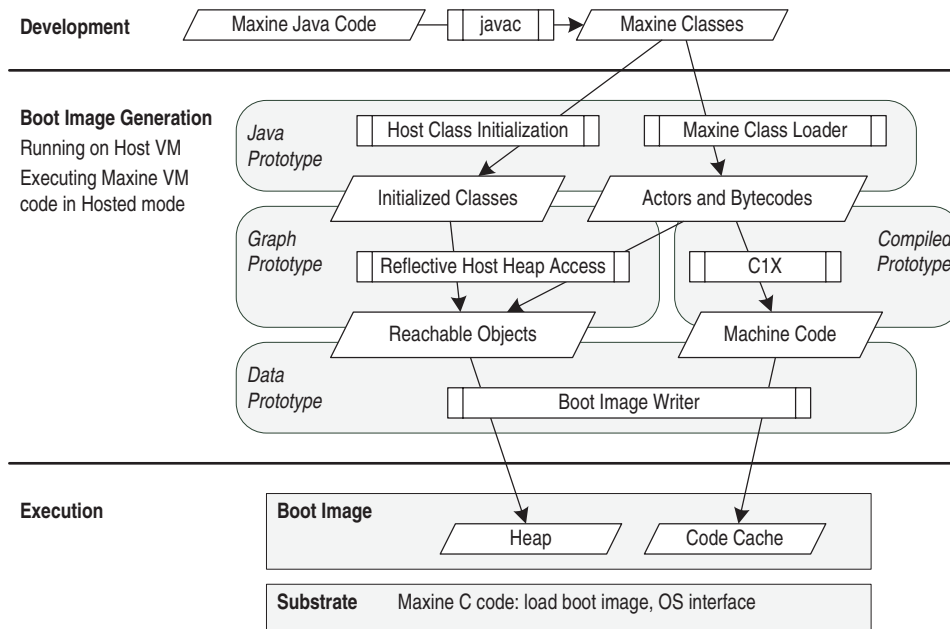 Development
Maxine Java Code
javac
Maxine Classes
Boot Image Generation
Running on Host VM
Executing Maxine VM
code in Hosted mode
Java
Prototype
Host Class Initialization
Maxine Class Loader
Initialized Classes
Actors and Bytecodes
Graph
Prototype
Reflective Host Heap Access
C1X
Compiled
Prototype
Reachable Objects
Machine Code
Data
Prototype
Boot Image Writer
Execution
Boot Image
Heap
Code Cache
Substrate
Maxine C code: load boot image, OS interface